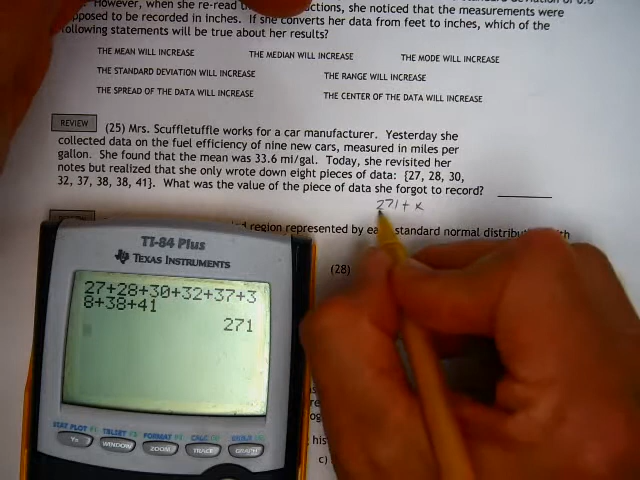 However, when she re-read
ctions, she noticed that the measurements were
pposed to be recorded in inches. If she converts her data from feet to inches, which of the
following statements will be true about her results?
THE MEAN WILL INCREASE THE MEDIAN WILL INCREASE THE MODE WILL INCREASE
THE STANDARD DEVIATION WILL INCREASE THE RANGE WILL INCREASE
THE SPREAD OF THE DATA WILL INCREASE THE CENTER OF THE DATA WILL INCREASE
REVIEW (25) Mrs. Scuffletuffle works for a car manufacturer. Yesterday she
collected data on the fuel efficiency of nine new cars, measured in miles per
gallon. She found that the mean was 33.6 mi/gal. Today, she revisited her
notes but realized that she only wrote down eight pieces of data: {27, 28, 30,
32, 37, 38, 38, 41}. What was the value of the piece of data she forgot to record?
271 + x
region represented by each standard normal distribut
(28)
TI-84 Plus
TEXAS INSTRUMENTS
27+28+30+32+37+3
8+38+41
271
STAT PLOT F1 TBLSET F2 FORMAT F3 CALC F4
Y= WINDOW ZOOM TRACE GRAPH
his
c)